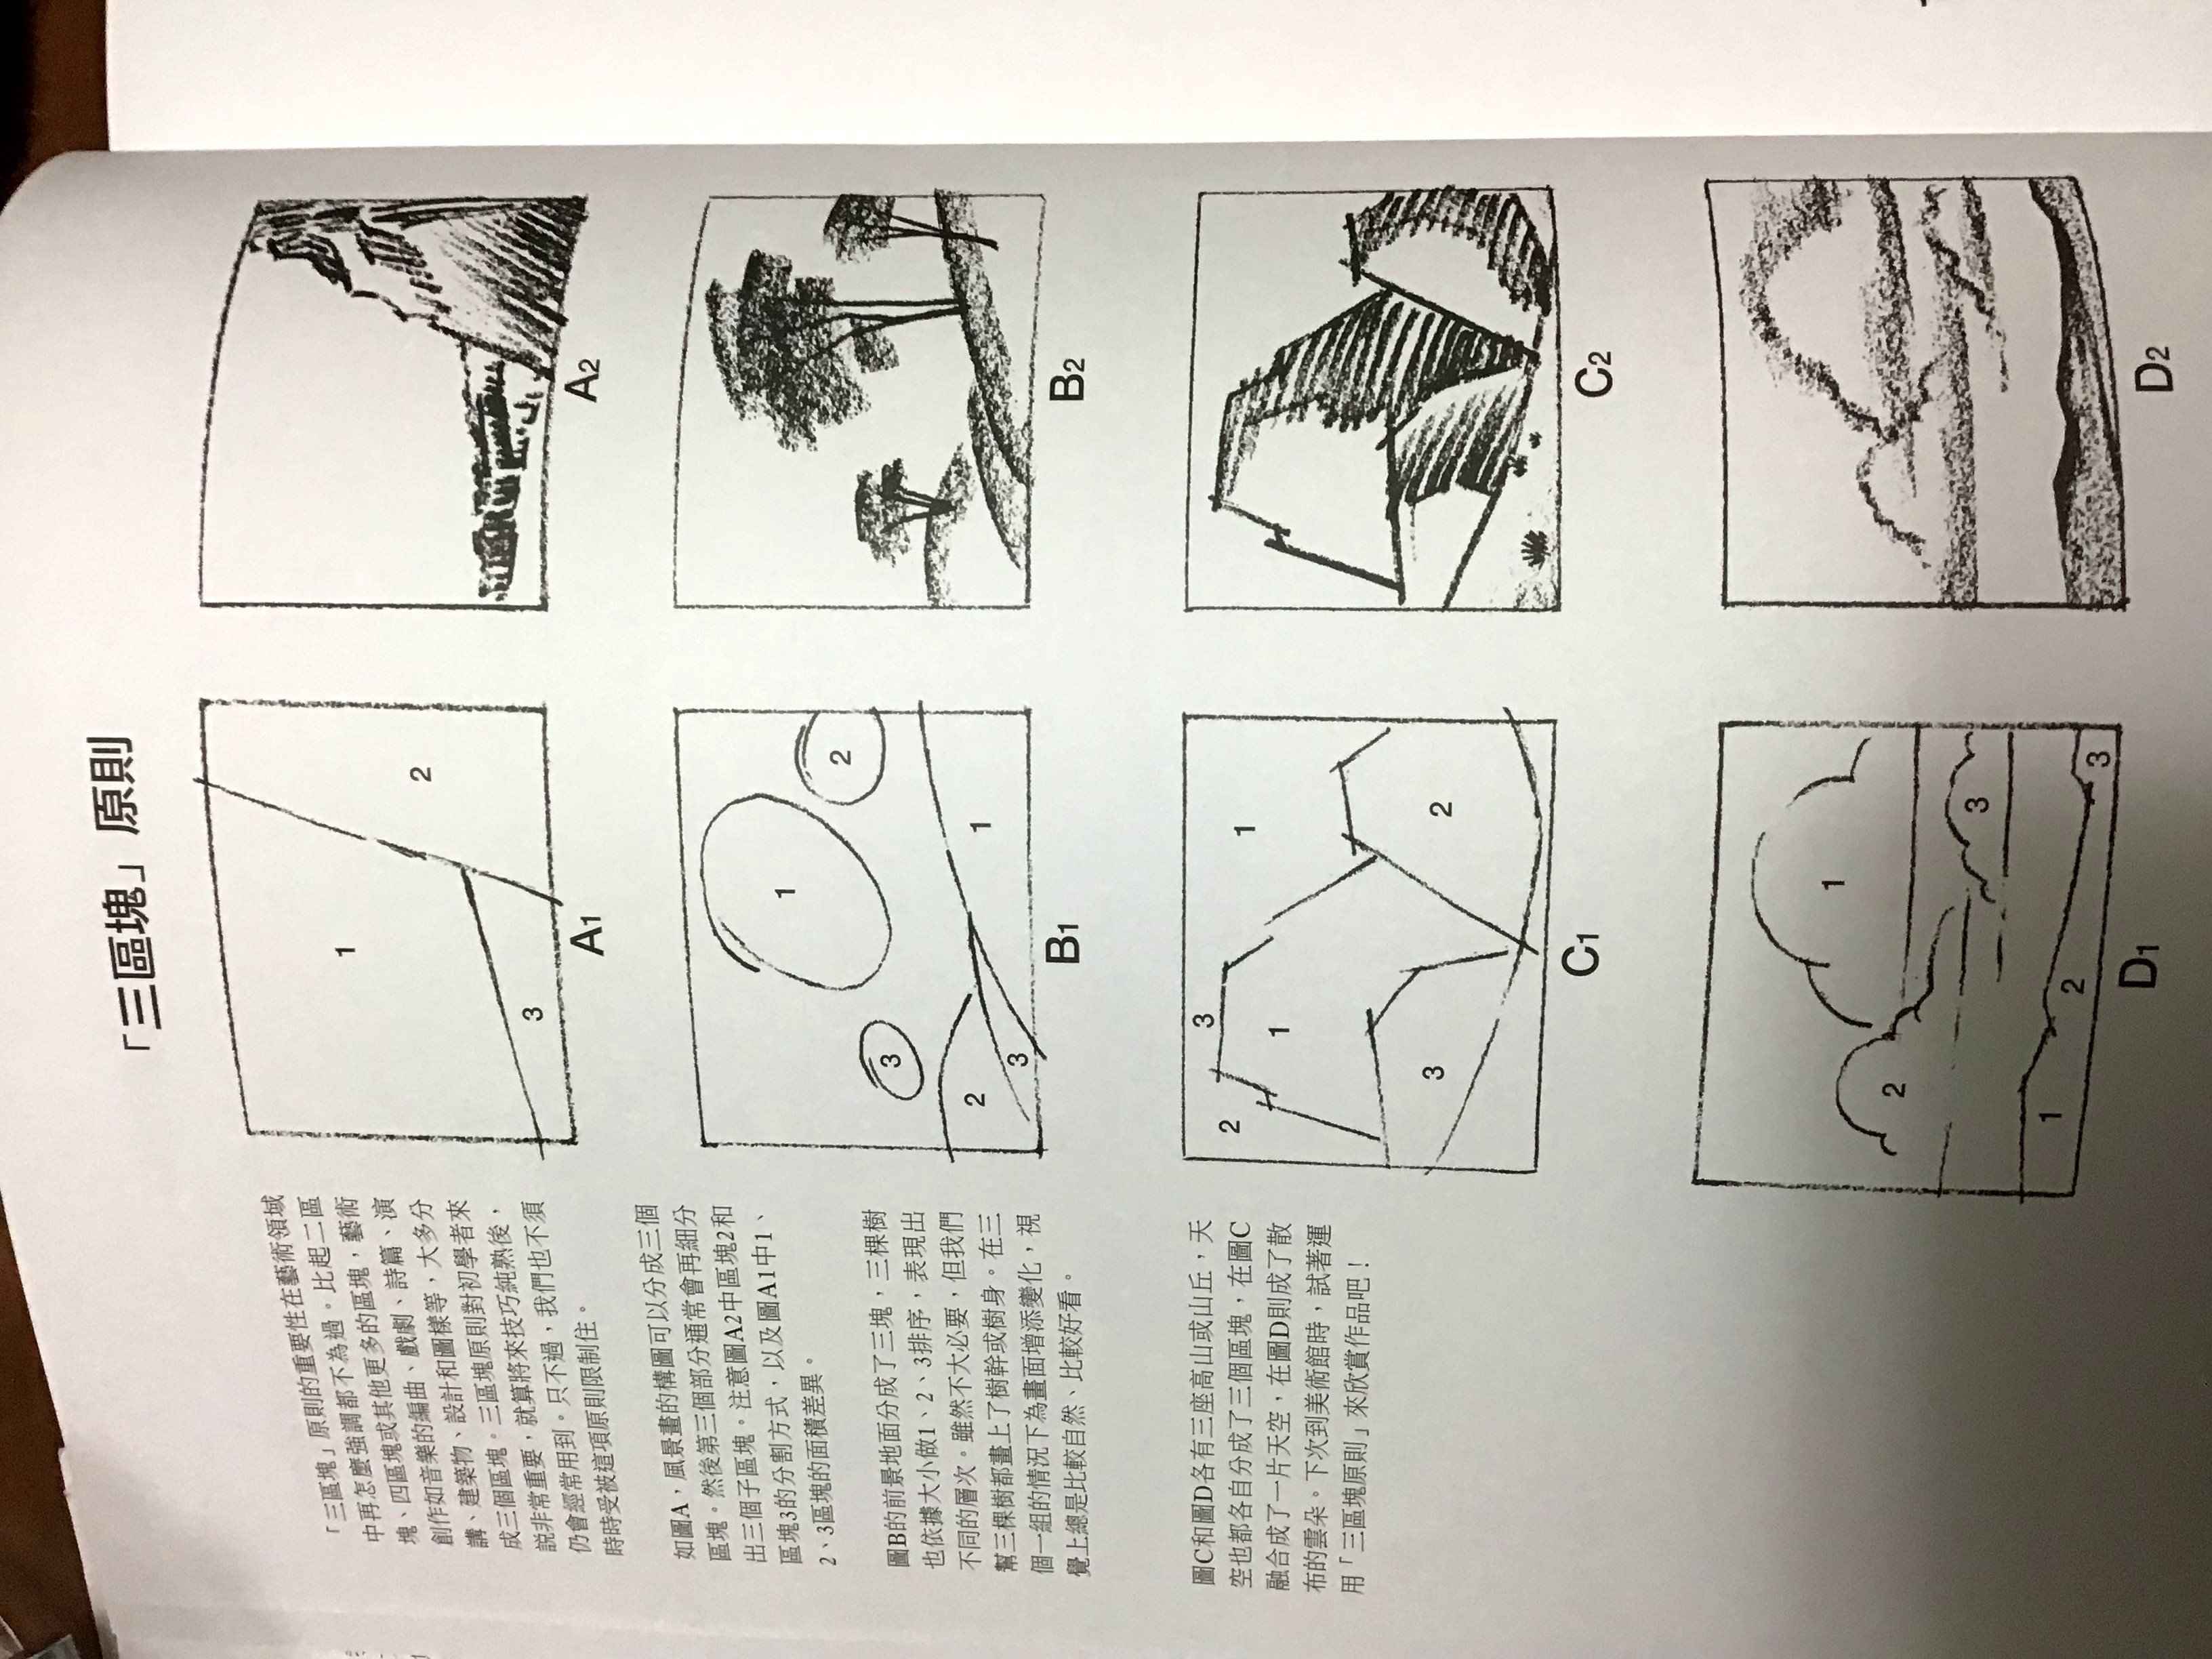 「三區塊」原則
「三區塊」原則的重要性在藝術領域
中再怎麼強調都不為過。比起二區
塊、四區塊或其他更多的區塊，藝術
創作如音樂的編曲、戲劇、詩篇、演
講、建築物、設計和圖樣等，大多分
成三個區塊。三區塊原則對初學者來
說非常重要，就算將來技巧純熟後，
仍會經常用到。只不過，我們也不須
時時受被這項原則限制住。
如圖A，風景畫的構圖可以分成三個
區塊。然後第三個部分通常會再細分
出三個子區塊。注意圖A2中區塊2和
區塊3的分割方式，以及圖A1中1、
2、3區塊的面積差異。
圖B的前景地面分成了三塊，三棵樹
也依據大小做1、2、3排序，表現出
不同的層次。雖然不大必要，但我們
幫三棵樹都畫上了樹幹或樹身。在三
個一組的情況下為畫面增添變化，視
覺上總是比較自然、比較好看。
圖C和圖D各有三座高山或山丘，天
空也都各自分成了三個區塊，在圖C
融合成了一片天空，在圖D則成了散
布的雲朵。下次到美術館時，試著運
用「三區塊原則」來欣賞作品吧！
1
3
2
A1
A2
3
2
1
3
2
1
B1
B2
2
3
1
3
1
2
C1
C2
2
1
3
1
2
3
D1
D2